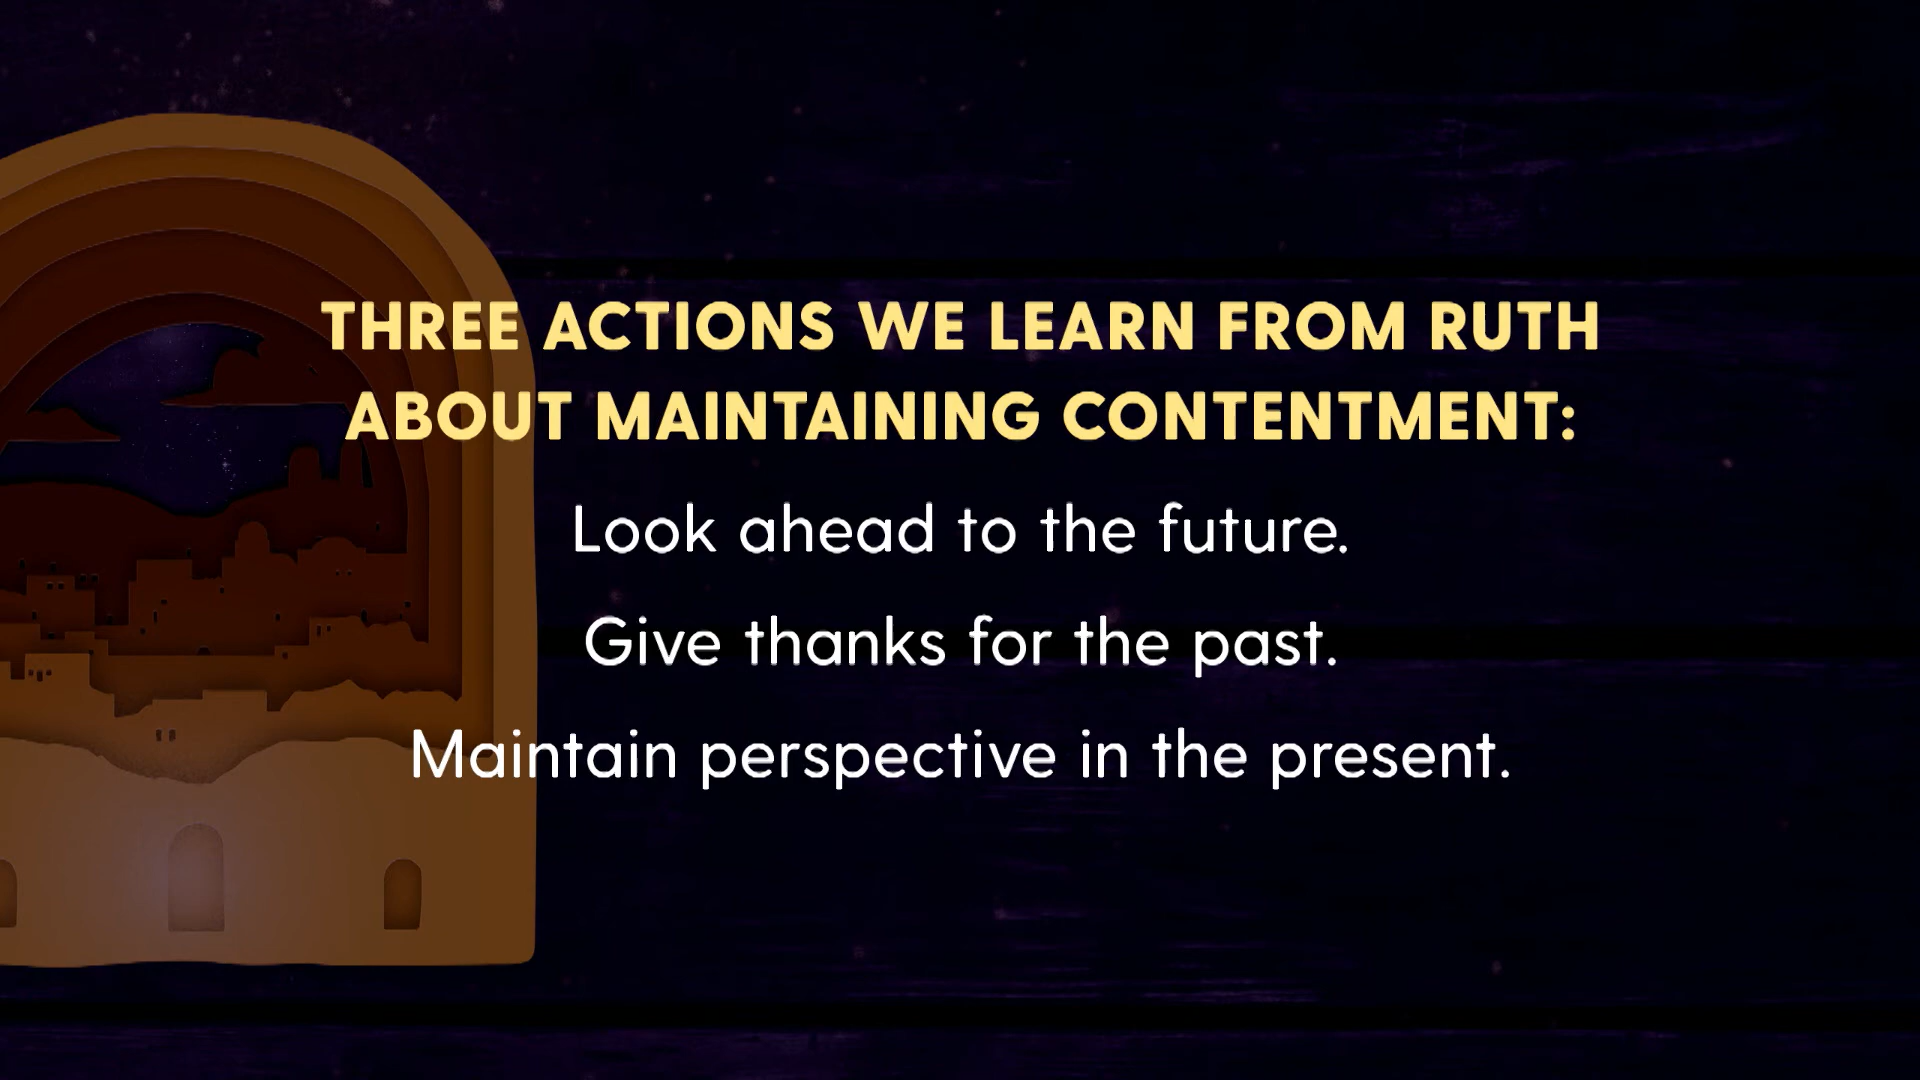 THREE ACTIONS WE LEARN FROM RUTH
ABOUT MAINTAINING CONTENTMENT:
Look ahead to the future.
Give thanks for the past.
Maintain perspective in the present.